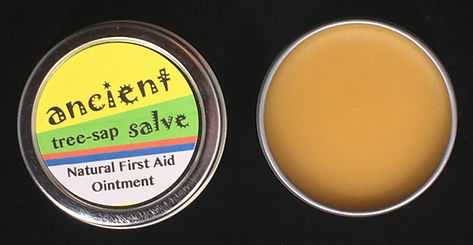 ancient
tree-sap salve
Natural First Aid
Ointment